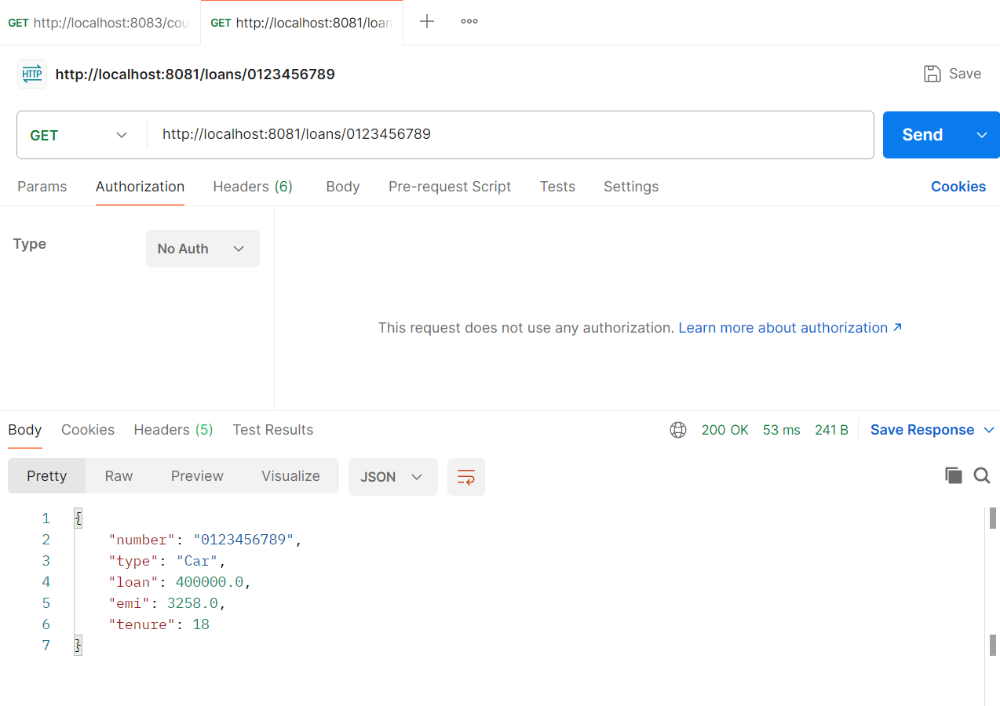 GET http://localhost:8083/cou GET http://localhost:8081/loan
HTTP http://localhost:8081/loans/0123456789 Save
GET http://localhost:8081/loans/0123456789 Send
Params Authorization Headers (6) Body Pre-request Script Tests Settings Cookies
Type No Auth
This request does not use any authorization. Learn more about authorization ↗
Body Cookies Headers (5) Test Results 200 OK 53 ms 241 B Save Response
Pretty Raw Preview Visualize JSON
1 {
2 "number": "0123456789",
3 "type": "Car",
4 "loan": 400000.0,
5 "emi": 3258.0,
6 "tenure": 18
7 }